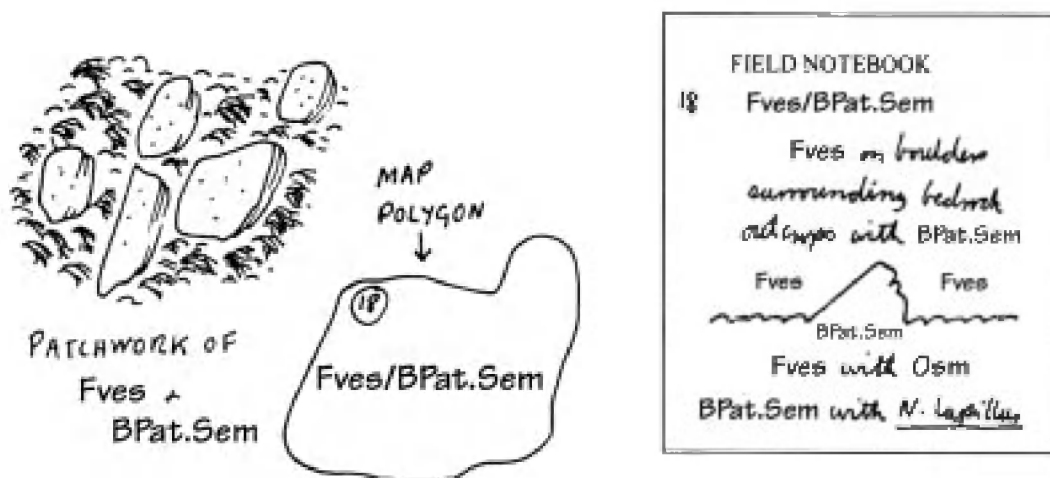 PATCHWORK OF
Fves +
BPat.Sem
MAP
POLYGON
18
Fves/BPat.Sem
FIELD NOTEBOOK
18 Fves/BPat.Sem
Fves on boulders
surrounding bedrock
outcrops with BPat.Sem
Fves Fves
BPat.Sem
Fves with Osm
BPat.Sem with N. lapillus